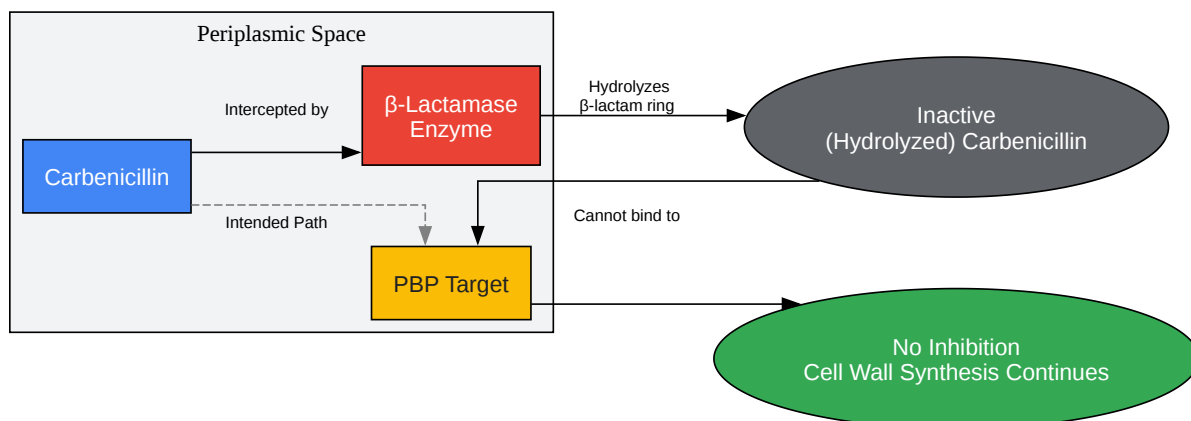 Periplasmic Space
Intercepted by
β-Lactamase
Enzyme
Hydrolyzes
β-lactam ring
Inactive
(Hydrolyzed) Carbenicillin
Carbenicillin
Intended Path
Cannot bind to
PBP Target
No Inhibition
Cell Wall Synthesis Continues